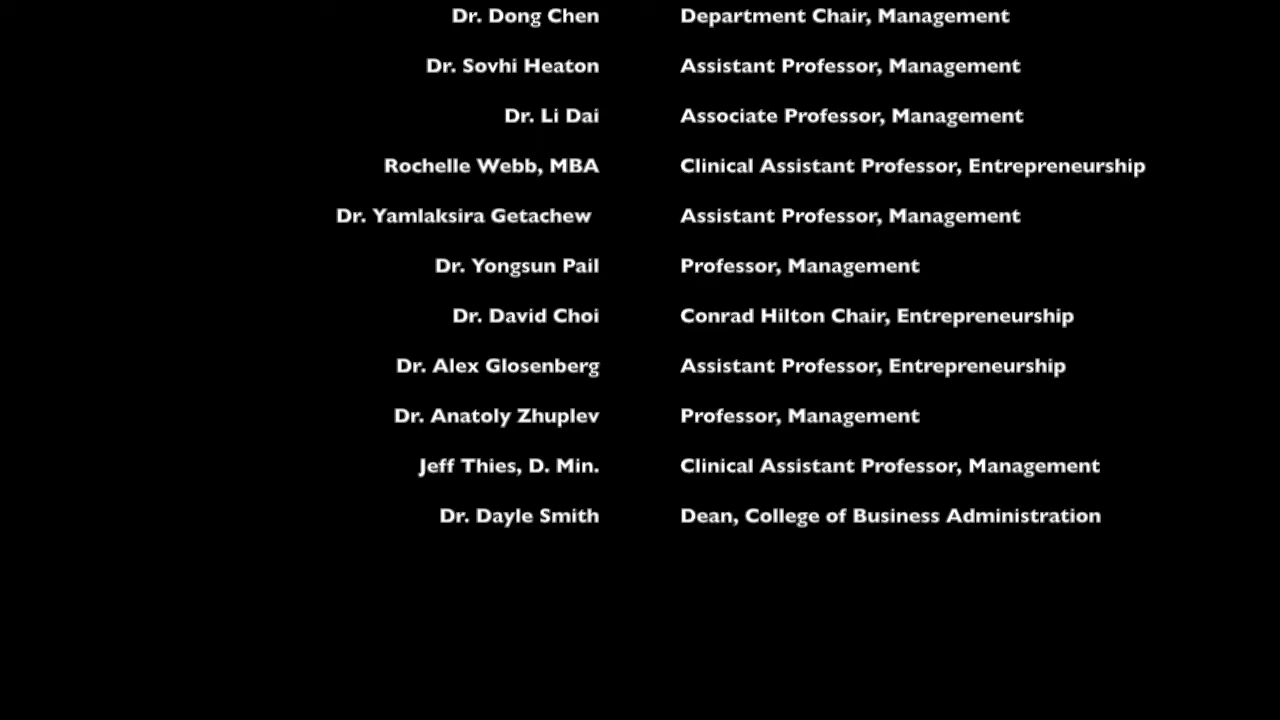 Dr. Dong Chen Department Chair, Management
Dr. Sovhi Heaton Assistant Professor, Management
Dr. Li Dai Associate Professor, Management
Rochelle Webb, MBA Clinical Assistant Professor, Entrepreneurship
Dr. Yamlaksira Getachew Assistant Professor, Management
Dr. Yongsun Pail Professor, Management
Dr. David Choi Conrad Hilton Chair, Entrepreneurship
Dr. Alex Glosenberg Assistant Professor, Entrepreneurship
Dr. Anatoly Zhuplev Professor, Management
Jeff Thies, D. Min. Clinical Assistant Professor, Management
Dr. Dayle Smith Dean, College of Business Administration